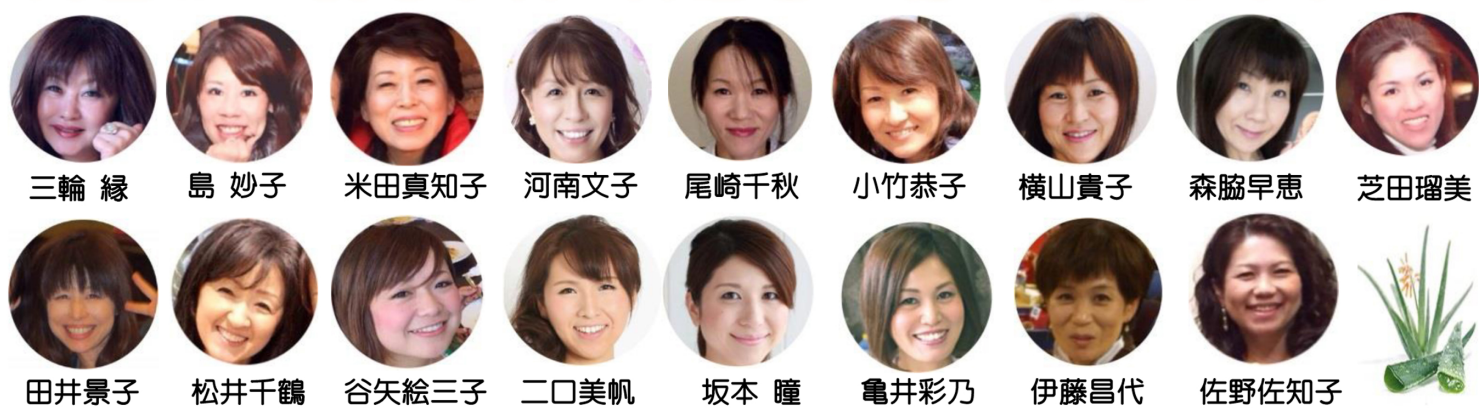 三輪 縁 島 妙子 米田真知子 河南文子 尾崎千秋 小竹恭子 横山貴子 森脇早恵 芝田瑠美
田井景子 松井千鶴 谷矢絵三子 二口美帆 坂本 瞳 亀井彩乃 伊藤昌代 佐野佐知子